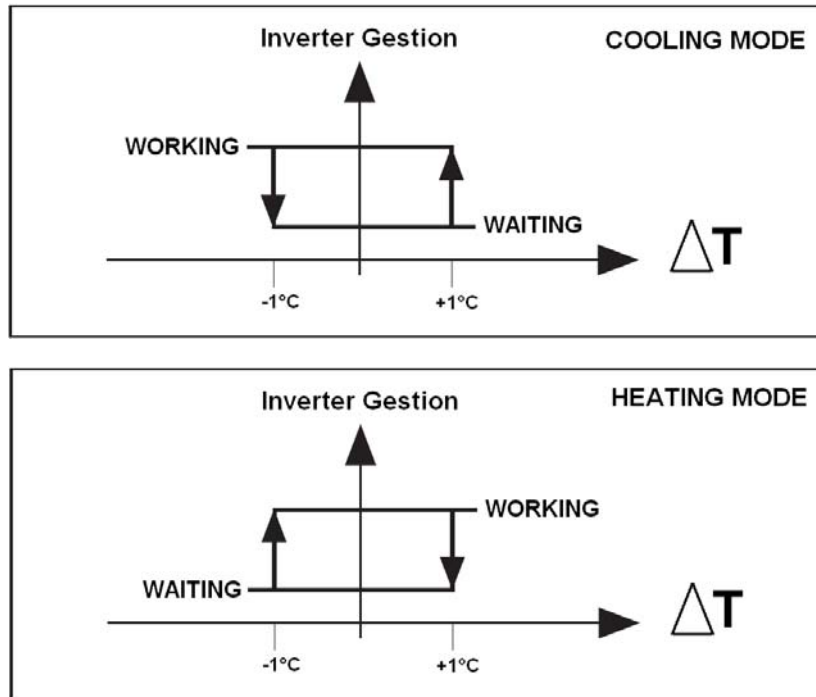 Inverter Gestion
COOLING MODE
WORKING
WAITING
ΔT
-1°C
+1°C
Inverter Gestion
HEATING MODE
WORKING
WAITING
ΔT
-1°C
+1°C